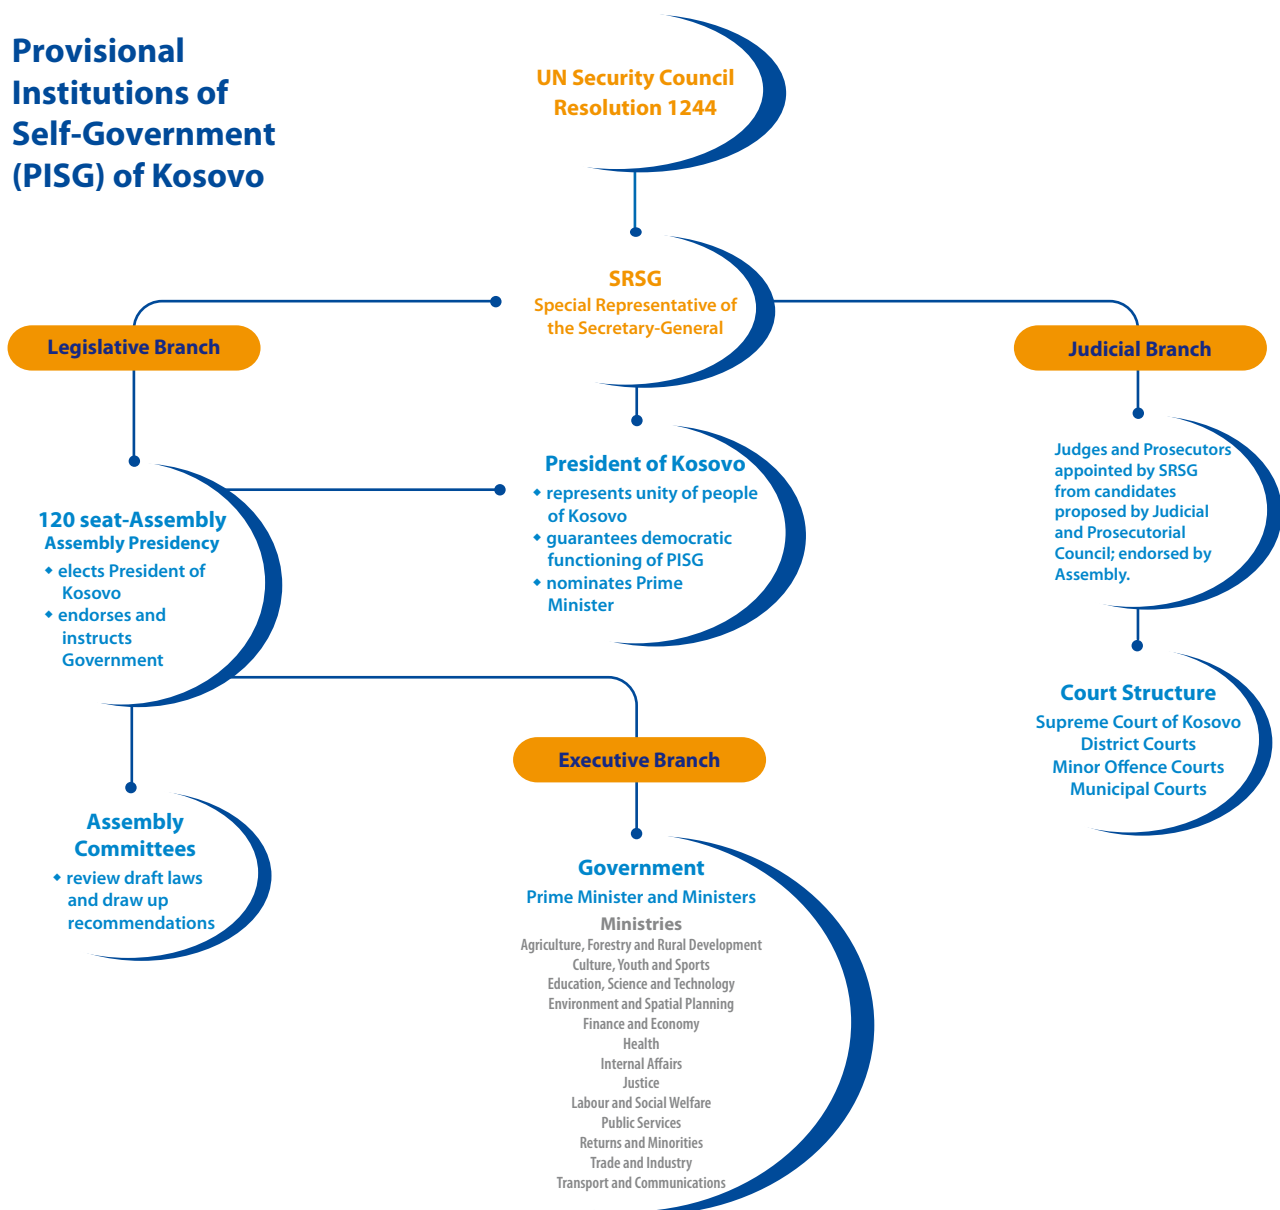 Provisional
Institutions of
Self-Government
(PISG) of Kosovo
UN Security Council
Resolution 1244
SRSG
Special Representative of
the Secretary-General
Legislative Branch
Judicial Branch
120 seat-Assembly
Assembly Presidency
◆ elects President of
Kosovo
◆ endorses and
instructs
Government
President of Kosovo
◆ represents unity of people
of Kosovo
◆ guarantees democratic
functioning of PISG
◆ nominates Prime
Minister
Judges and Prosecutors
appointed by SRSG
from candidates
proposed by Judicial
and Prosecutorial
Council; endorsed by
Assembly.
Court Structure
Supreme Court of Kosovo
District Courts
Minor Offence Courts
Municipal Courts
Assembly
Committees
◆ review draft laws
and draw up
recommendations
Executive Branch
Government
Prime Minister and Ministers
Ministries
Agriculture, Forestry and Rural Development
Culture, Youth and Sports
Education, Science and Technology
Environment and Spatial Planning
Finance and Economy
Health
Internal Affairs
Justice
Labour and Social Welfare
Public Services
Returns and Minorities
Trade and Industry
Transport and Communications